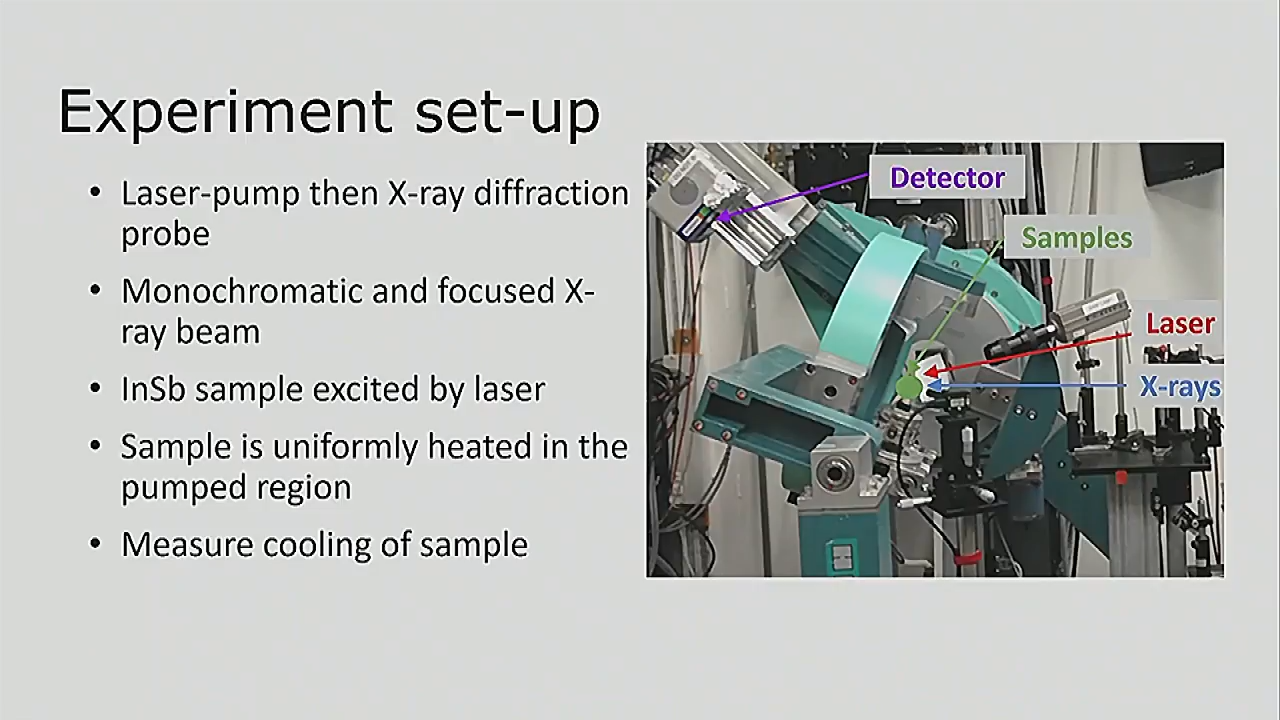 Experiment set-up
• Laser-pump then X-ray diffraction
probe
• Monochromatic and focused X-
ray beam
• InSb sample excited by laser
• Sample is uniformly heated in the
pumped region
• Measure cooling of sample
Detector
Samples
Laser
X-rays